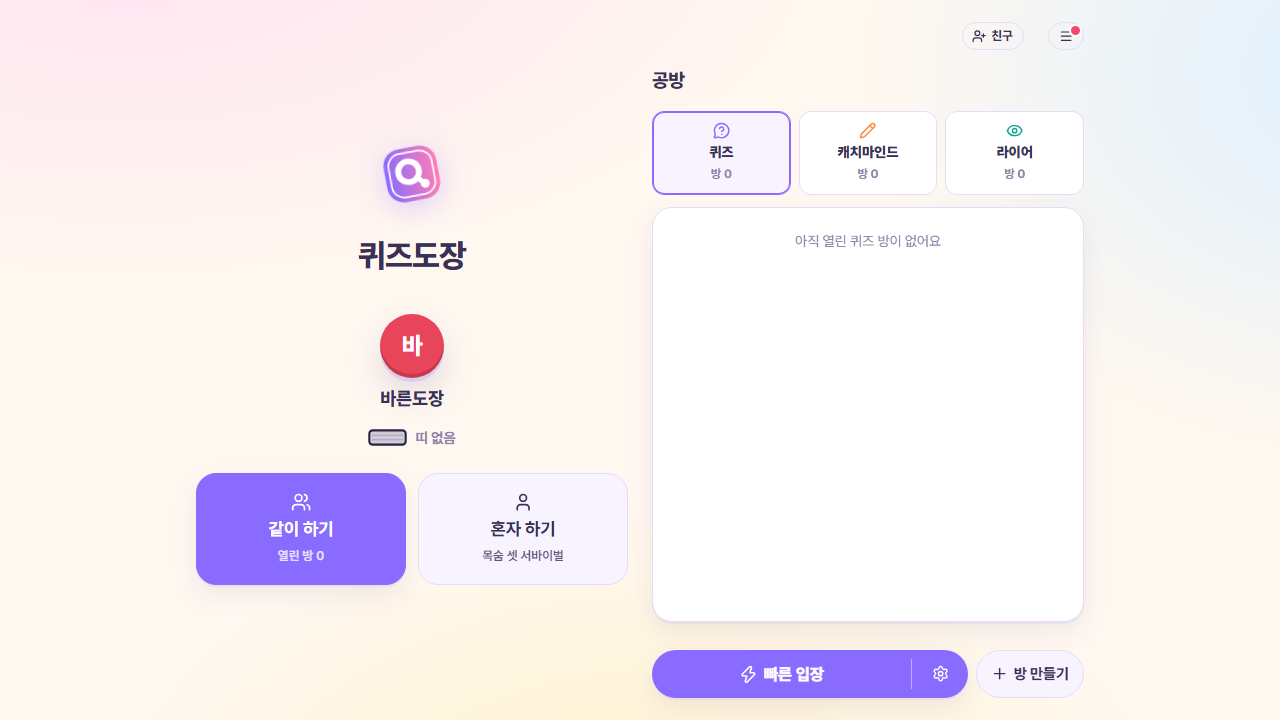 친구
공방
퀴즈
방 0
캐치마인드
방 0
라이어
방 0
아직 열린 퀴즈 방이 없어요
퀴즈도장
바
바른도장
띠 없음
같이 하기
열린 방 0
혼자 하기
목숨 셋 서바이벌
빠른 입장
방 만들기